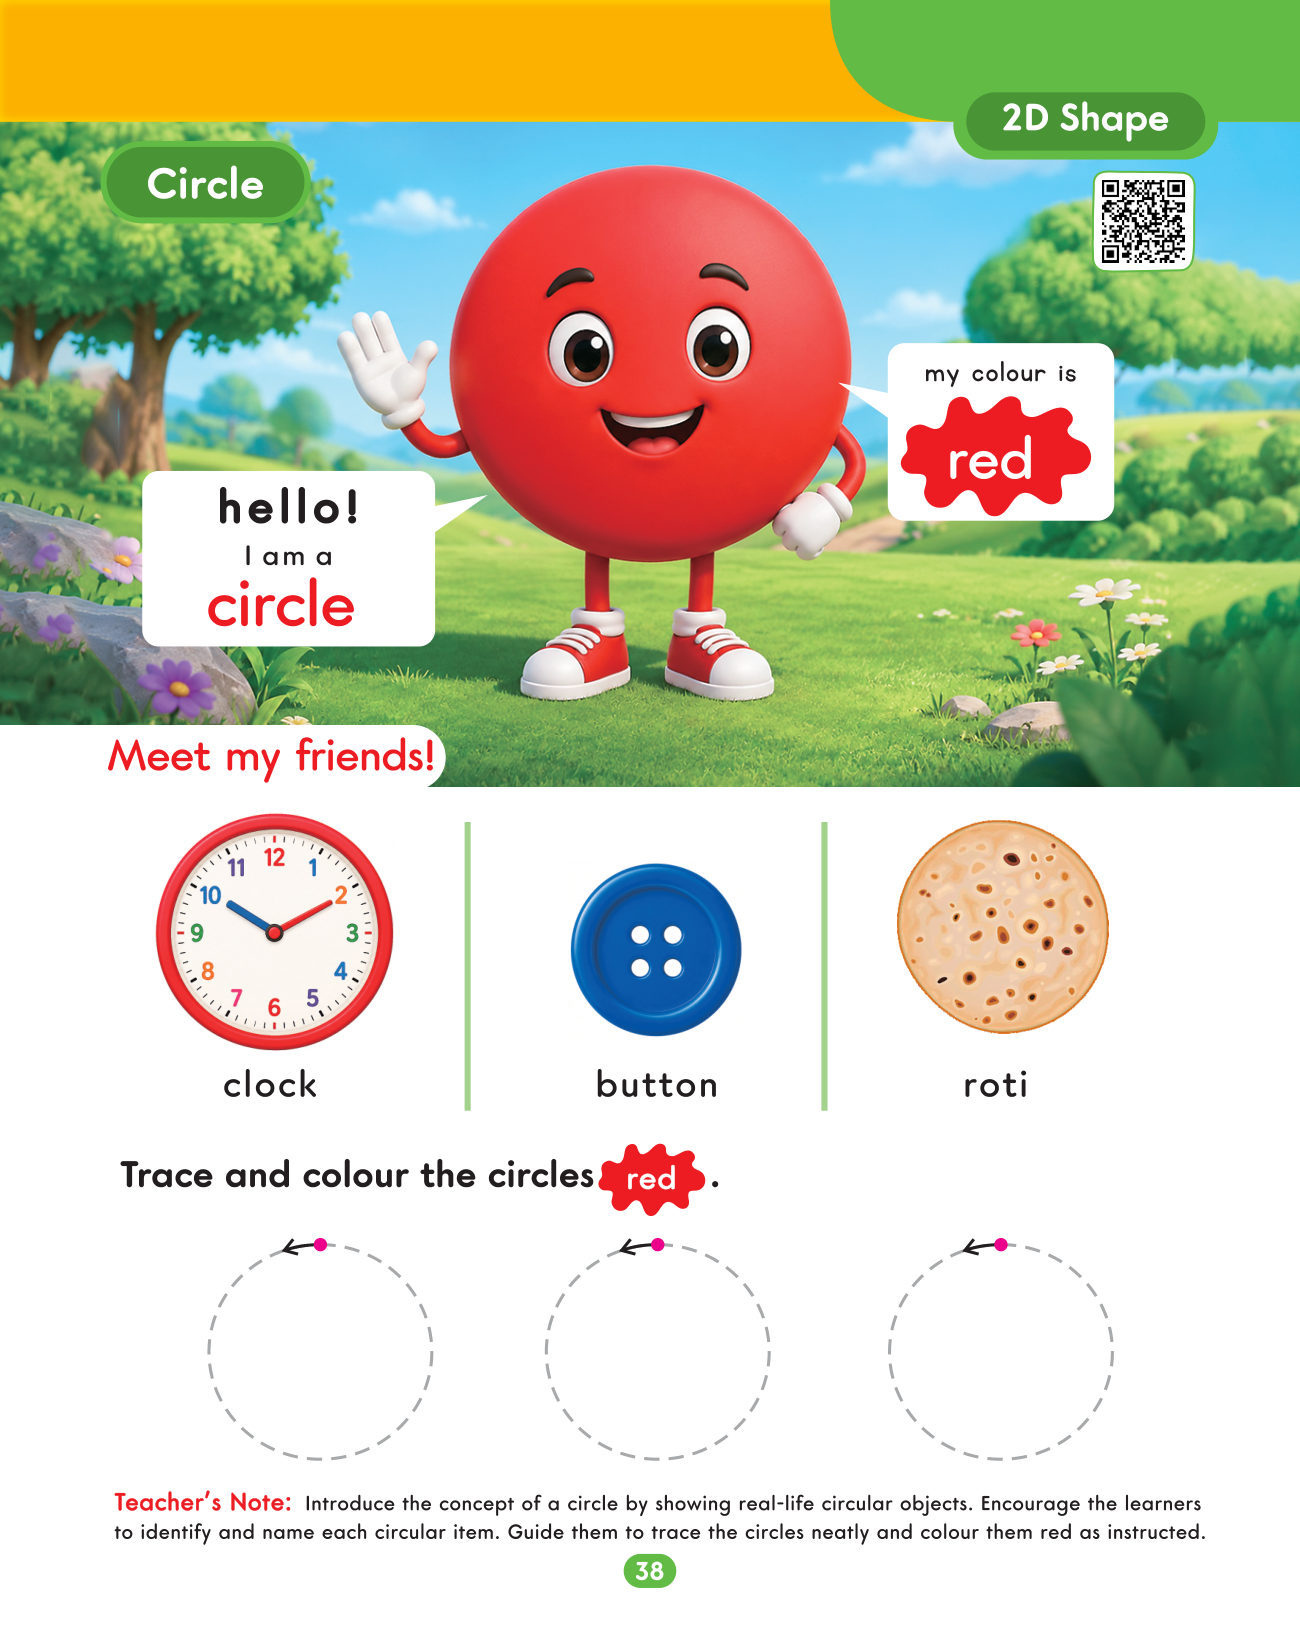 2D Shape
Circle
my colour is
red
hello!
I am a
circle
Meet my friends!
12
11
1
10
2
9
3
8
4
7
5
6
clock
button
roti
Trace and colour the circles red .
Teacher's Note: Introduce the concept of a circle by showing real-life circular objects. Encourage the learners
to identify and name each circular item. Guide them to trace the circles neatly and colour them red as instructed.
38